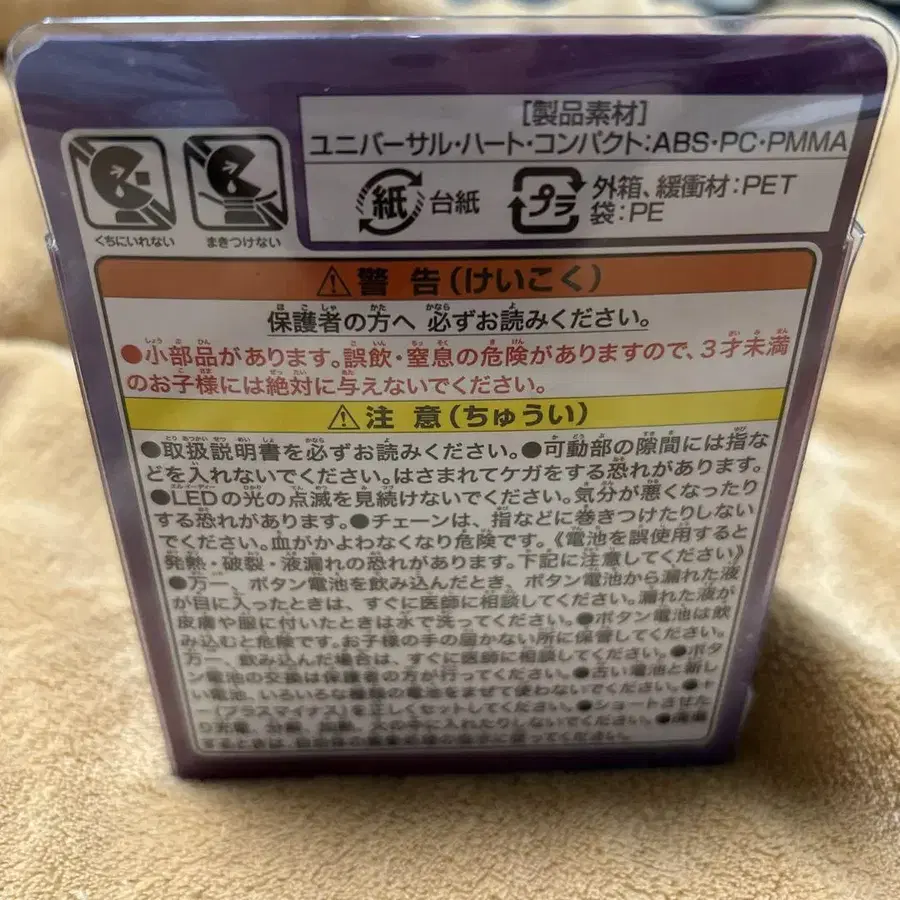 [製品素材]
ユニバーサル・ハート・コンパクト:ABS・PC・PMMA
紙 台紙
プラ 外箱、緩衝材:PET
袋:PE
くちにいれない まきつけない
⚠警告(けいこく)
保護者の方へ 必ずお読みください。
●小部品があります。誤飲・窒息の危険がありますので、3才未満
のお子様には絶対に与えないでください。
⚠注意(ちゅうい)
●取扱説明書を必ずお読みください。●可動部の隙間には指な
どを入れないでください。はさまれてケガをする恐れがあります。
●LEDの光の点滅を見続けないでください。気分が悪くなったり
する恐れがあります。●チェーンは、指などに巻きつけたりしない
でください。血がかよわなくなり危険です。《電池を誤使用すると
発熱・破裂・液漏れの恐れがあります。下記に注意してください》
●万一、ボタン電池を飲み込んだとき、ボタン電池から漏れた液
が目に入ったときは、すぐに医師に相談してください。漏れた液が
皮膚や服に付いたときは水で洗ってください。●ボタン電池は飲
み込むと危険です。お子様の手の届かない所に保管してください。
万一、飲み込んだ場合は、すぐに医師に相談してください。●ボタ
ン電池の交換は保護者の方が行ってください。●古い電池と新し
い電池、いろいろな種類の電池をまぜて使わないでください。●+
ー(プラスマイナス)を正しくセットしてください。●ショートさせた
り充電、分解、加熱、火の中に入れたりしないでください。